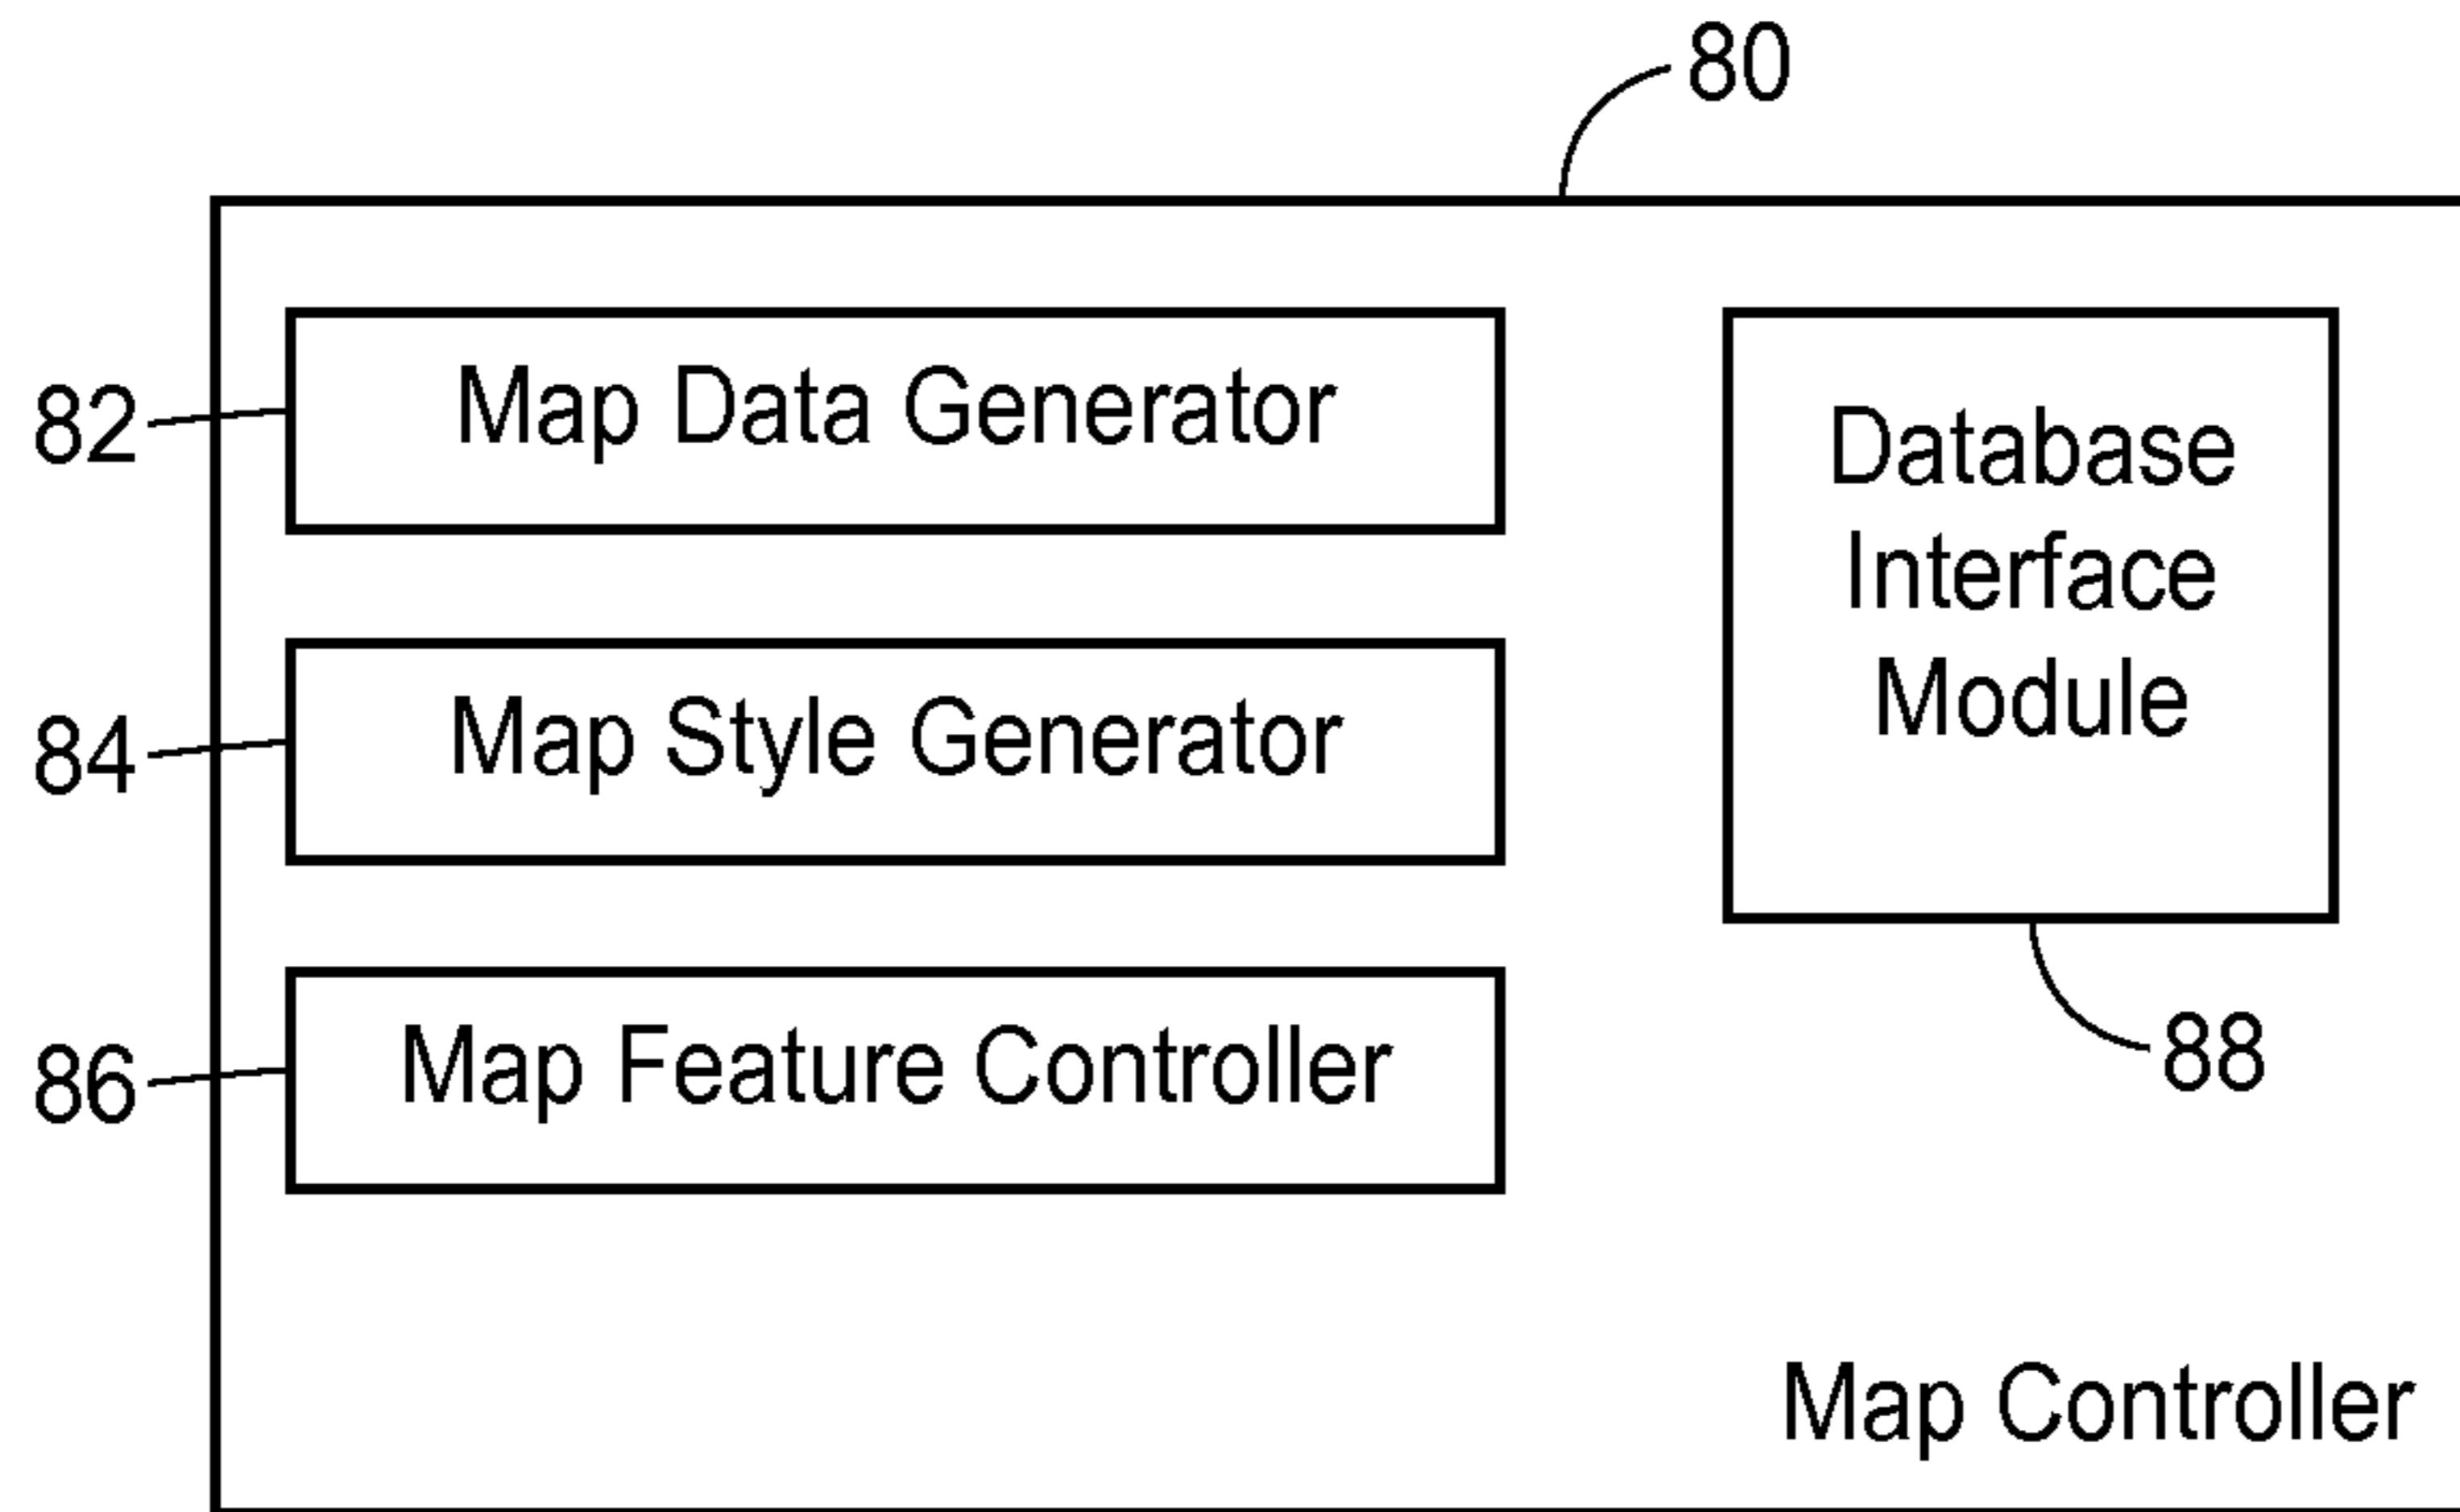 80
82
Map Data Generator
Database
Interface
Module
84
Map Style Generator
86
Map Feature Controller
88
Map Controller